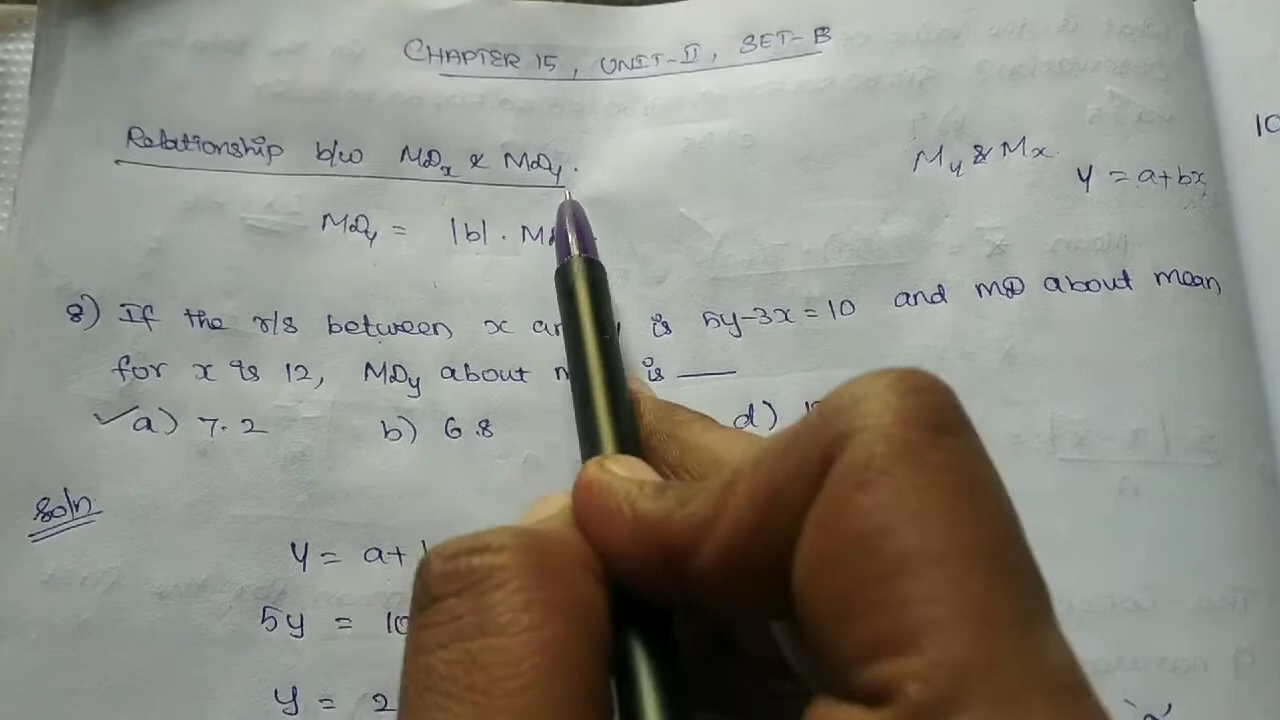 CHAPTER 15, UNIT-II, SET-B
Relationship b/w MDx & MDy.
My & Mx
y = a+bx
10
MDy = |b| .
8) If the r/s between x is 5y-3x=10 and MD about mean
for x is 12, MDy about is —
✓a) 7.2 b) 6.8 d)
Soln
y = a+
5y = 10
y = 2